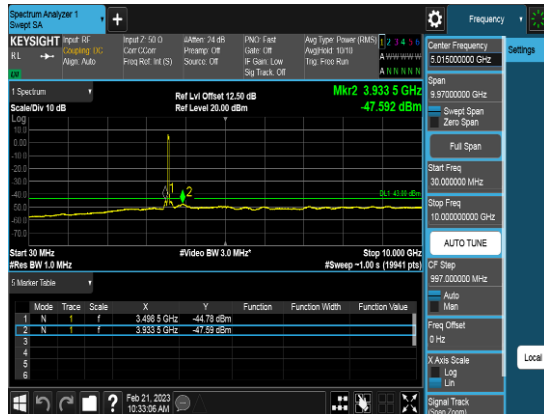 Spectrum Analyzer 1
Swept SA
+
Frequency
KEYSIGHT
RL
Input: RF
Coupling: DC
Align: Auto
Input Z: 50 Ω
Corr CCorr
Freq Ref: Int (S)
#Atten: 24 dB
Preamp: Off
Source: Off
PNO: Fast
Gate: Off
IF Gain: Low
Sig Track: Off
Avg Type: Power (RMS)
Avg|Hold: 10/10
Trig: Free Run
1 2 3 4 5 6
A W W W W W
A N N N N N
1 Spectrum
Scale/Div 10 dB
Log
Ref Lvl Offset 12.50 dB
Ref Level 20.00 dBm
Mkr2 3.933 5 GHz
-47.592 dBm
10.0
0.00
-10.0
-20.0
-30.0
-40.0
-50.0
-60.0
-70.0
1
2
Start 30 MHz
#Res BW 1.0 MHz
#Video BW 3.0 MHz*
Stop 10.000 GHz
#Sweep ~1.00 s (19941 pts)
5 Marker Table
Mode Trace Scale X Y Function Function Width Function Value
1 N 1 f 3.498 5 GHz -44.78 dBm
2 N 1 f 3.933 5 GHz -47.59 dBm
3
4
5
6
Feb 21, 2023
10:33:06 AM
Center Frequency
5.015000000 GHz
Settings
Span
9.97000000 GHz
Swept Span
Zero Span
Full Span
Start Freq
30.000000 MHz
Stop Freq
10.000000000 GHz
AUTO TUNE
CF Step
997.000000 MHz
Auto
Man
Freq Offset
0 Hz
X Axis Scale
Log
Lin
Local
Signal Track
(Span Zoom)